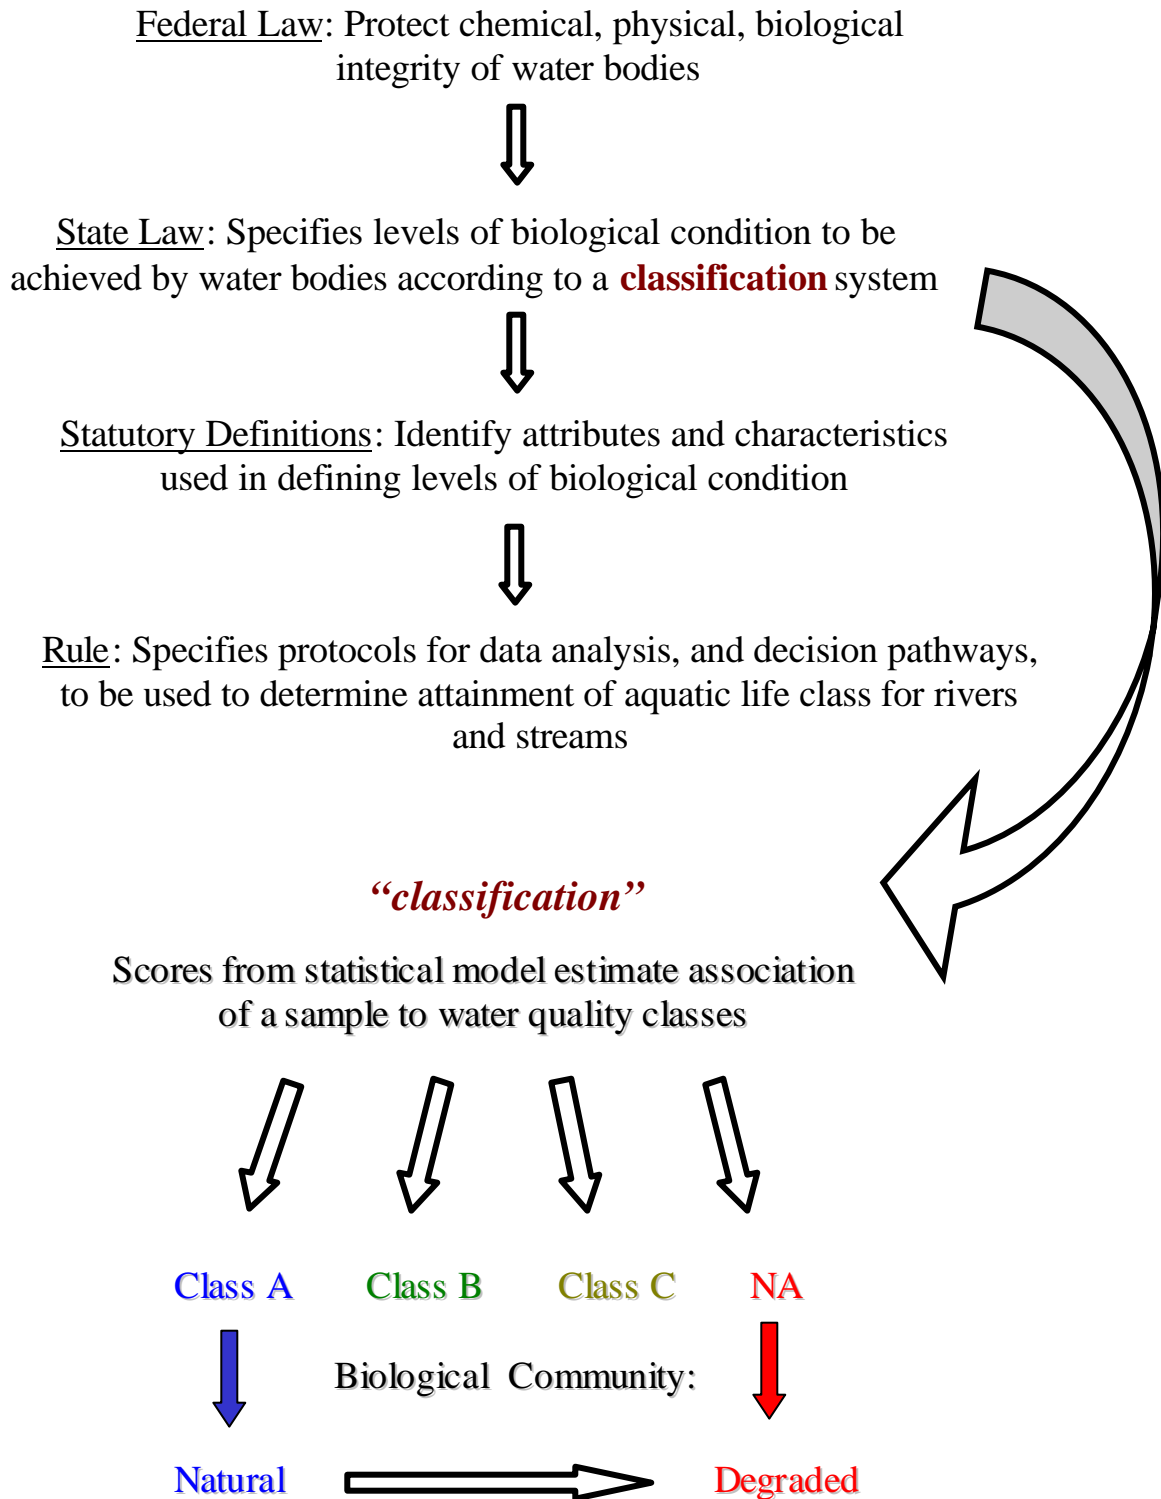 Federal Law: Protect chemical, physical, biological
integrity of water bodies
State Law: Specifies levels of biological condition to be
achieved by water bodies according to a classification system
Statutory Definitions: Identify attributes and characteristics
used in defining levels of biological condition
Rule: Specifies protocols for data analysis, and decision pathways,
to be used to determine attainment of aquatic life class for rivers
and streams
“classification”
Scores from statistical model estimate association
of a sample to water quality classes
Class A Class B Class C NA
Biological Community:
Natural Degraded